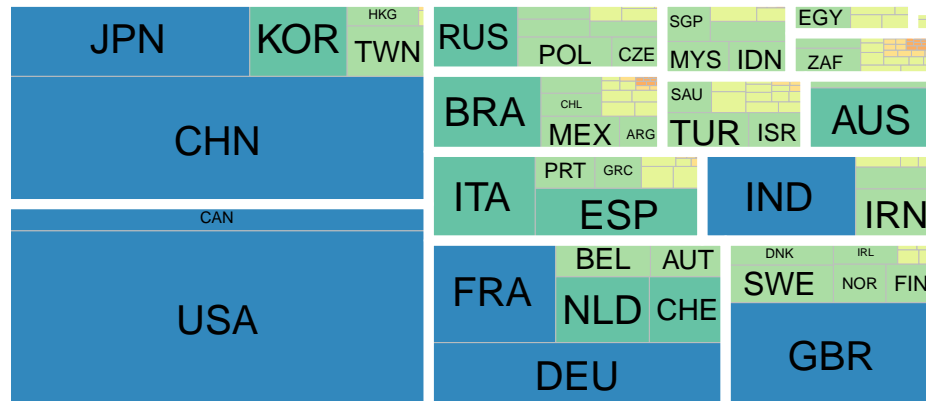 JPN
KOR
HKG
TWN
CHN
CAN
USA
RUS
POL
CZE
SGP
MYS
IDN
EGY
ZAF
BRA
CHL
MEX
ARG
SAU
TUR
ISR
AUS
ITA
PRT
GRC
ESP
IND
IRN
FRA
BEL
AUT
NLD
CHE
DEU
DNK
IRL
SWE
NOR
FIN
GBR